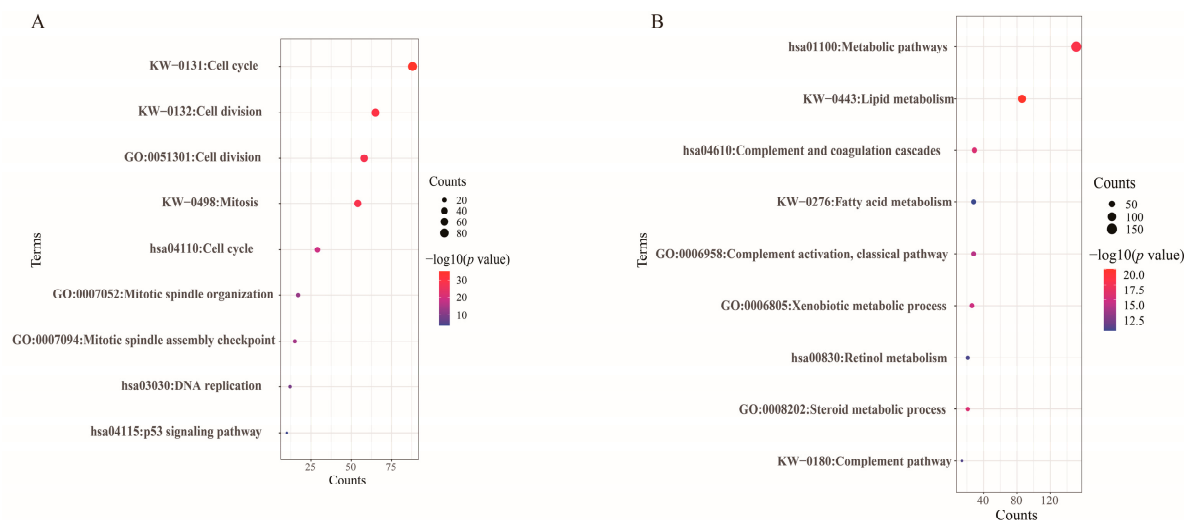 A
KW−0131:Cell cycle
KW−0132:Cell division
GO:0051301:Cell division
KW−0498:Mitosis
hsa04110:Cell cycle
GO:0007052:Mitotic spindle organization
GO:0007094:Mitotic spindle assembly checkpoint
hsa03030:DNA replication
hsa04115:p53 signaling pathway
Terms
25 50 75
Counts
Counts
20
40
60
80
−log10(p value)
30
20
10
B
hsa01100:Metabolic pathways
KW−0443:Lipid metabolism
hsa04610:Complement and coagulation cascades
KW−0276:Fatty acid metabolism
GO:0006958:Complement activation, classical pathway
GO:0006805:Xenobiotic metabolic process
hsa00830:Retinol metabolism
GO:0008202:Steroid metabolic process
KW−0180:Complement pathway
Terms
40 80 120
Counts
Counts
50
100
150
−log10(p value)
20.0
17.5
15.0
12.5